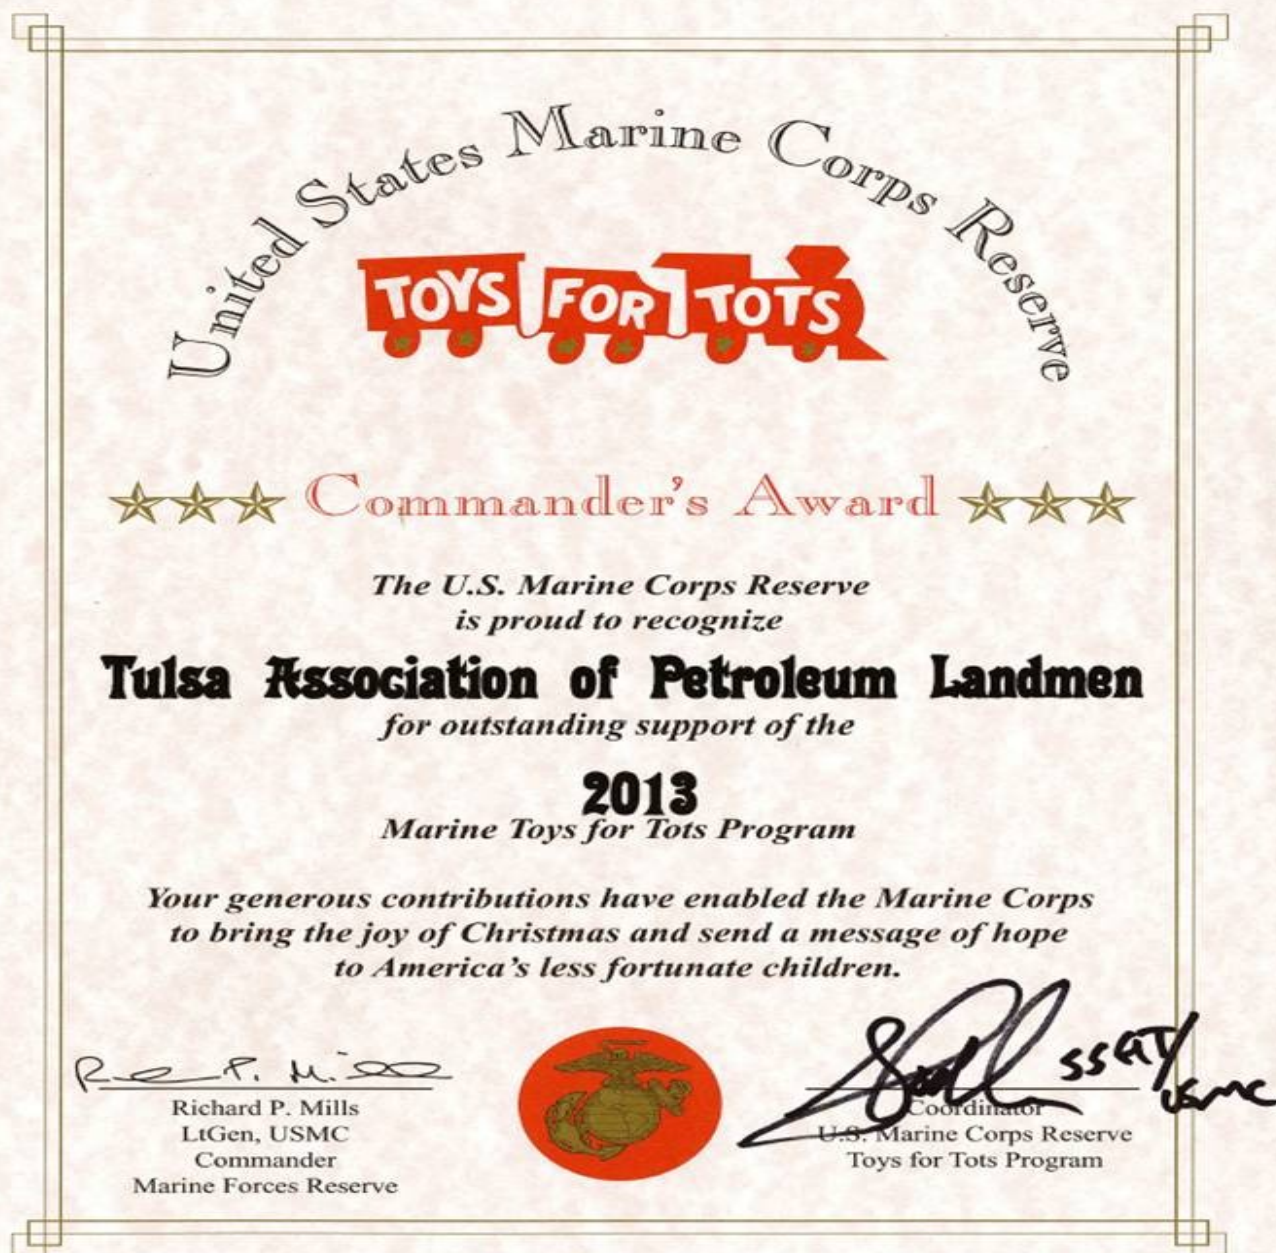 United States Marine Corps Reserve
TOYS FOR TOTS
Commander's Award
The U.S. Marine Corps Reserve
is proud to recognize
Tulsa Association of Petroleum Landmen
for outstanding support of the
2013
Marine Toys for Tots Program
Your generous contributions have enabled the Marine Corps
to bring the joy of Christmas and send a message of hope
to America's less fortunate children.
Richard P. Mills
LtGen, USMC
Commander
Marine Forces Reserve
SSGT/
USMC
Coordinator
U.S. Marine Corps Reserve
Toys for Tots Program